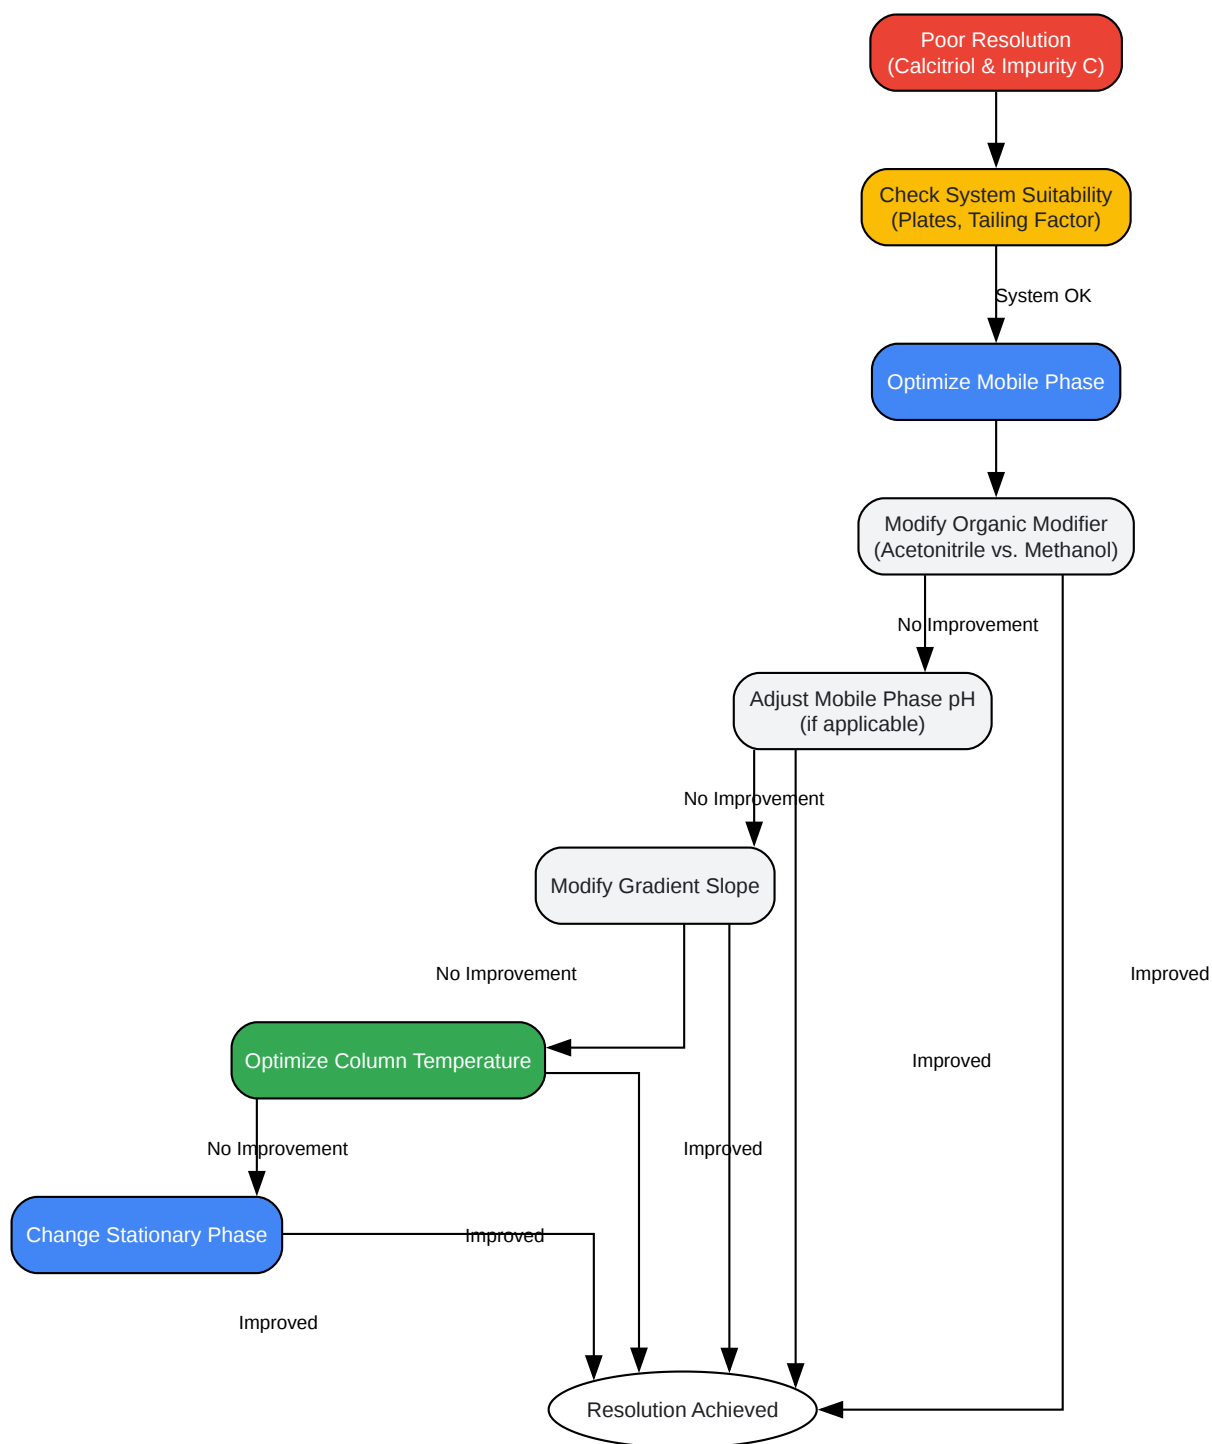 Poor Resolution
(Calcitriol & Impurity C)
Check System Suitability
(Plates, Tailing Factor)
System OK
Optimize Mobile Phase
Modify Organic Modifier
(Acetonitrile vs. Methanol)
No Improvement
Adjust Mobile Phase pH
(if applicable)
No Improvement
Modify Gradient Slope
No Improvement
Improved
Optimize Column Temperature
Improved
No Improvement
Improved
Change Stationary Phase
Improved
Improved
Resolution Achieved